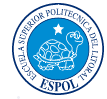 ESCUELA SUPERIOR POLITECNICA DEL LITORAL
ESPOL